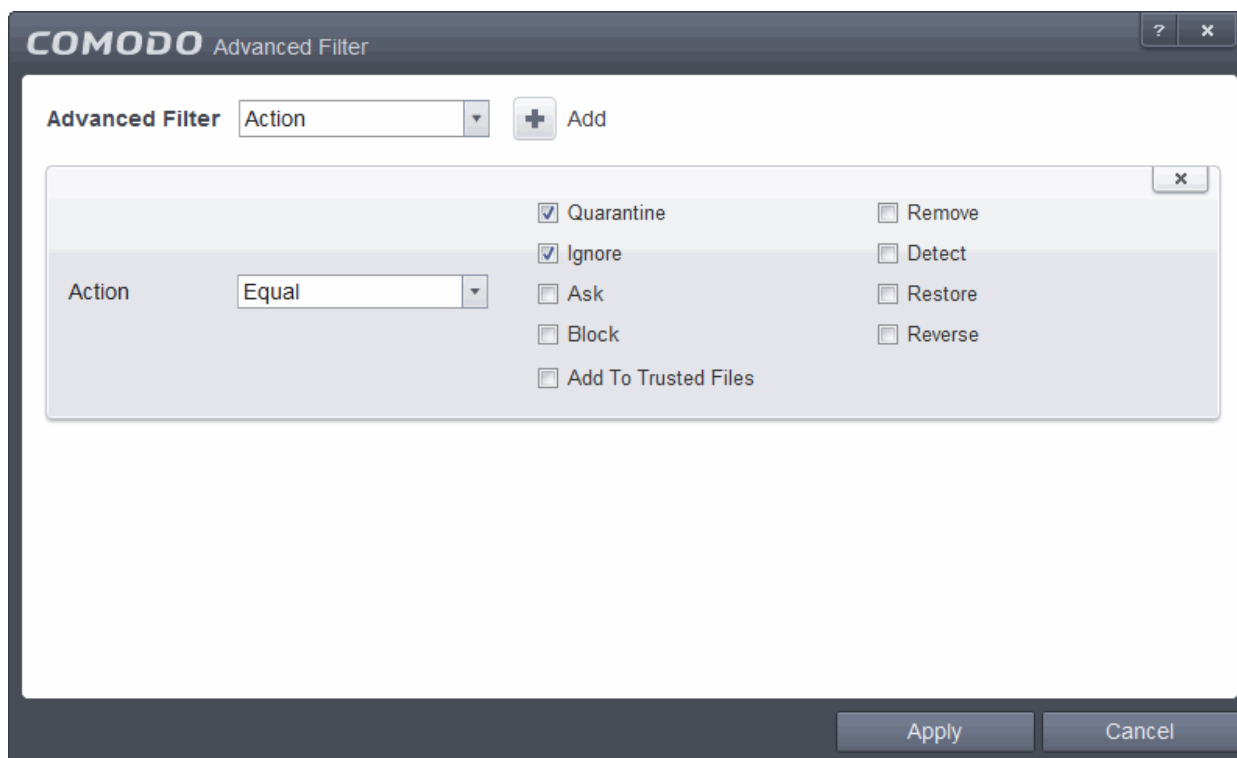 COMODO Advanced Filter
? ×
Advanced Filter Action + Add
×
Quarantine Remove
Ignore Detect
Action Equal Ask Restore
Block Reverse
Add To Trusted Files
Apply Cancel